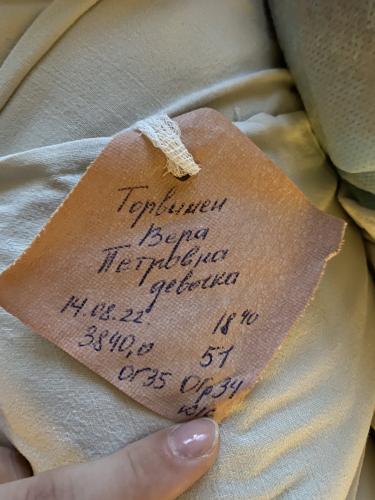 Торвинен
Вера
Петровна
девочка
14.08.22. 18 40
3840,0 51
Ог35 Огр34